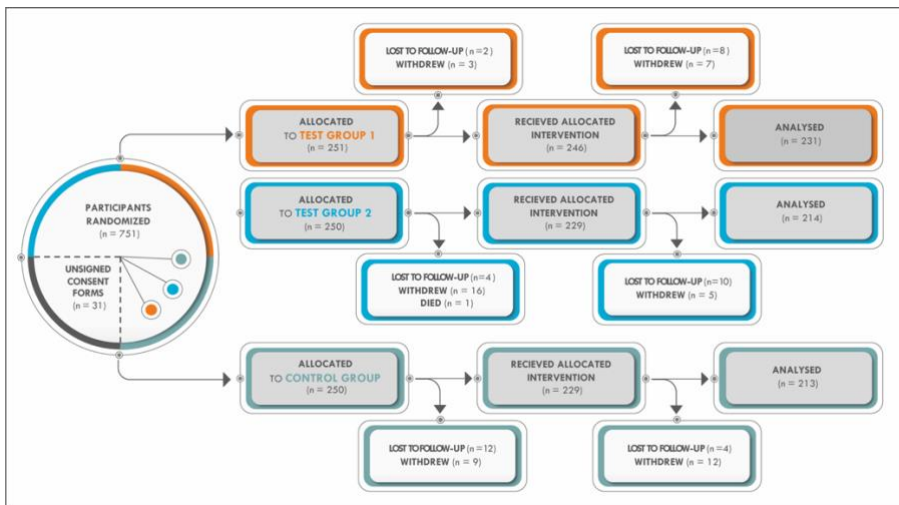 LOST TO FOLLOW-UP (n =2 )
WITHDREW (n = 3)
LOST TO FOLLOW-UP (n=8 )
WITHDREW (n = 7)
ALLOCATED
TO TEST GROUP 1
(n = 251)
RECIEVED ALLOCATED
INTERVENTION
(n = 246)
ANALYSED
(n = 231)
PARTICIPANTS
RANDOMIZED
(n = 751)
UNSIGNED
CONSENT
FORMS
(n = 31)
ALLOCATED
TO TEST GROUP 2
(n = 250)
RECIEVED ALLOCATED
INTERVENTION
(n = 229)
ANALYSED
(n = 214)
LOST TO FOLLOW-UP (n=4)
WITHDREW (n = 16)
DIED (n = 1)
LOST TO FOLLOW-UP (n=10)
WITHDREW (n = 5)
ALLOCATED
TO CONTROL GROUP
(n = 250)
RECIEVED ALLOCATED
INTERVENTION
(n = 229)
ANALYSED
(n = 213)
LOST TO FOLLOW-UP (n=12)
WITHDREW (n = 9)
LOST TO FOLLOW-UP (n=4)
WITHDREW (n = 12)